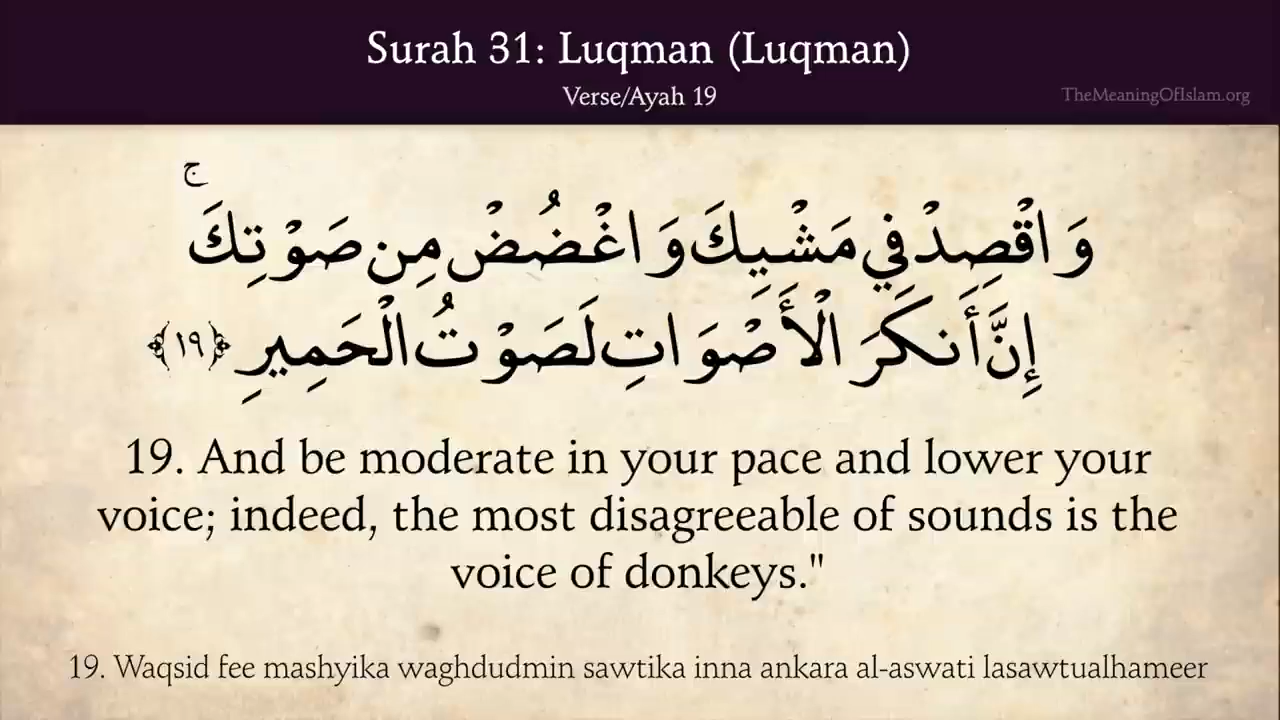 Surah 31: Luqman (Luqman)
Verse/Ayah 19
TheMeaningOfIslam.org
وَاقْصِدْ فِي مَشْيِكَ وَاغْضُضْ مِن صَوْتِكَ ۚ
إِنَّ أَنكَرَ الْأَصْوَاتِ لَصَوْتُ الْحَمِيرِ ﴿١٩﴾
19. And be moderate in your pace and lower your
voice; indeed, the most disagreeable of sounds is the
voice of donkeys."
19. Waqsid fee mashyika waghdudmin sawtika inna ankara al-aswati lasawtualhameer